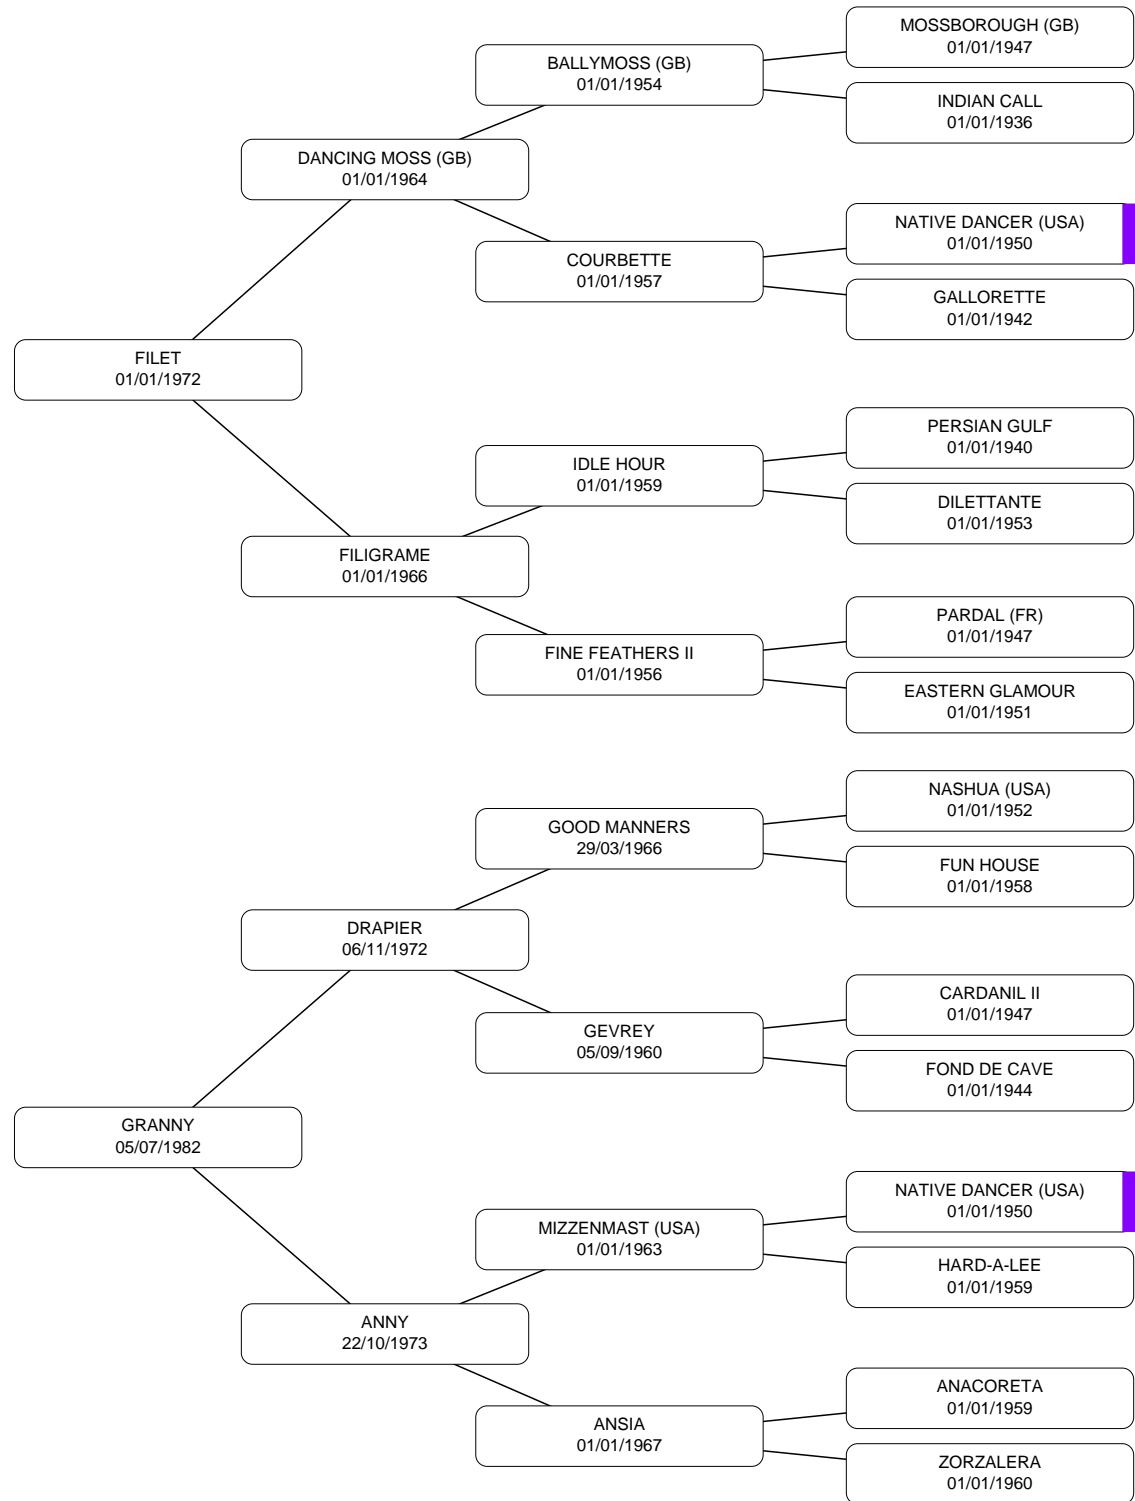 MOSSBOROUGH (GB)
01/01/1947
BALLYMOSS (GB)
01/01/1954
INDIAN CALL
01/01/1936
DANCING MOSS (GB)
01/01/1964
NATIVE DANCER (USA)
01/01/1950
COURBETTE
01/01/1957
GALLORETTE
01/01/1942
FILET
01/01/1972
PERSIAN GULF
01/01/1940
IDLE HOUR
01/01/1959
DILETTANTE
01/01/1953
FILIGRAME
01/01/1966
PARDAL (FR)
01/01/1947
FINE FEATHERS II
01/01/1956
EASTERN GLAMOUR
01/01/1951
NASHUA (USA)
01/01/1952
GOOD MANNERS
29/03/1966
FUN HOUSE
01/01/1958
DRAPIER
06/11/1972
CARDANIL II
01/01/1947
GEVREY
05/09/1960
FOND DE CAVE
01/01/1944
GRANNY
05/07/1982
NATIVE DANCER (USA)
01/01/1950
MIZZENMAST (USA)
01/01/1963
HARD-A-LEE
01/01/1959
ANNY
22/10/1973
ANACORETA
01/01/1959
ANSIA
01/01/1967
ZORZALERA
01/01/1960